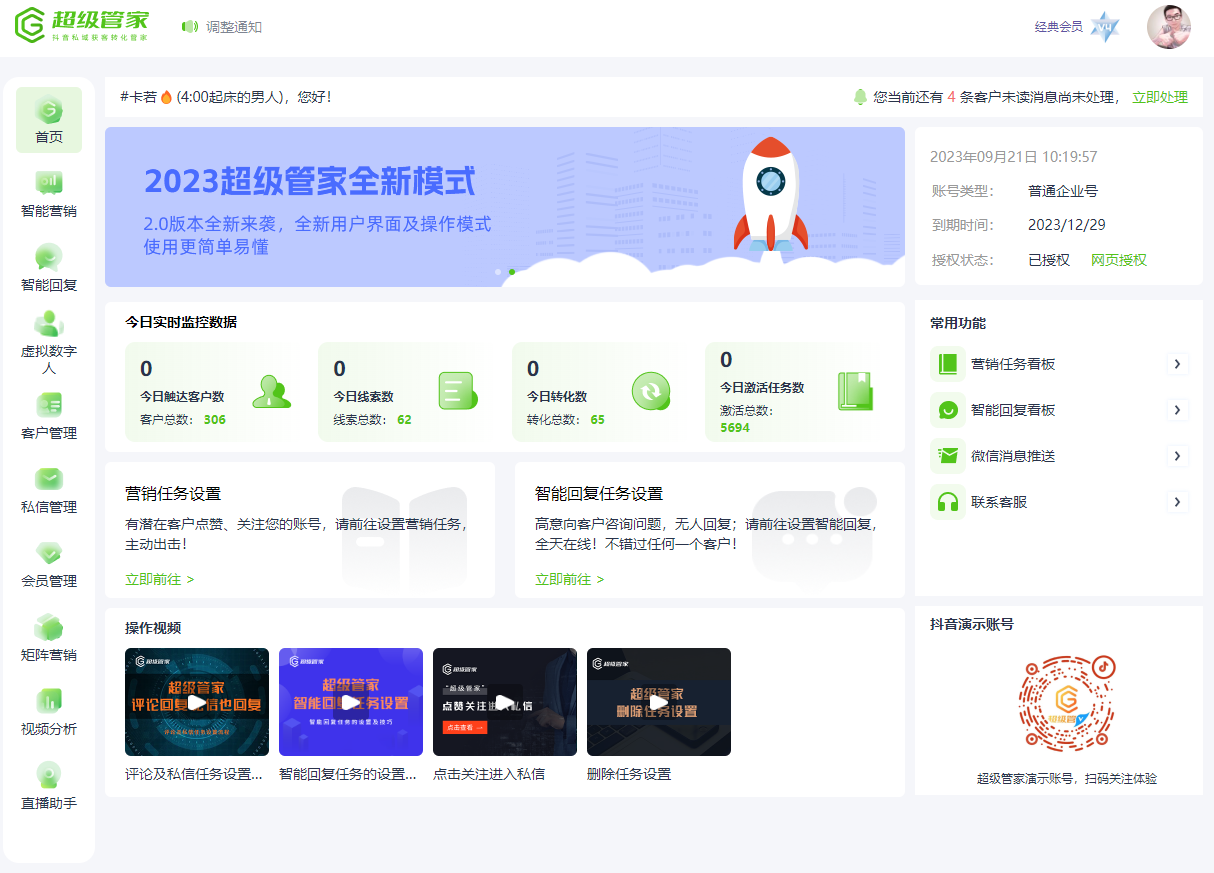 超级管家
抖音私域获客转化管家
调整通知
经典会员
V4
#卡若🔥(4:00起床的男人)，您好！
您当前还有 4 条客户未读消息尚未处理， 立即处理
首页
智能营销
智能回复
虚拟数字
人
客户管理
私信管理
会员管理
矩阵营销
视频分析
直播助手
2023超级管家全新模式
2.0版本全新来袭，全新用户界面及操作模式
使用更简单易懂
2023年09月21日 10:19:57
账号类型： 普通企业号
到期时间： 2023/12/29
授权状态： 已授权 网页授权
今日实时监控数据
0
今日触达客户数
客户总数： 306
0
今日线索数
线索总数： 62
0
今日转化数
转化总数： 65
0
今日激活任务数
激活总数：
5694
常用功能
营销任务看板
智能回复看板
微信消息推送
联系客服
营销任务设置
有潜在客户点赞、关注您的账号，请前往设置营销任务，
主动出击！
立即前往 >
智能回复任务设置
高意向客户咨询问题，无人回复；请前往设置智能回复，
全天在线！不错过任何一个客户！
立即前往 >
操作视频
超级管家
超级管家
评论回复
信也回复
评论及私信任务设置...
超级管家
超级管家
智能回
任务设置
智能回复任务的设置及技巧
智能回复任务的设置...
超级管家
"超级管家"
点赞关注进
私信
点击查看 →
点击关注进入私信
超级管家
超级管家
删除任务设置
删除任务设置
抖音演示账号
超级管
超级管家演示账号，扫码关注体验